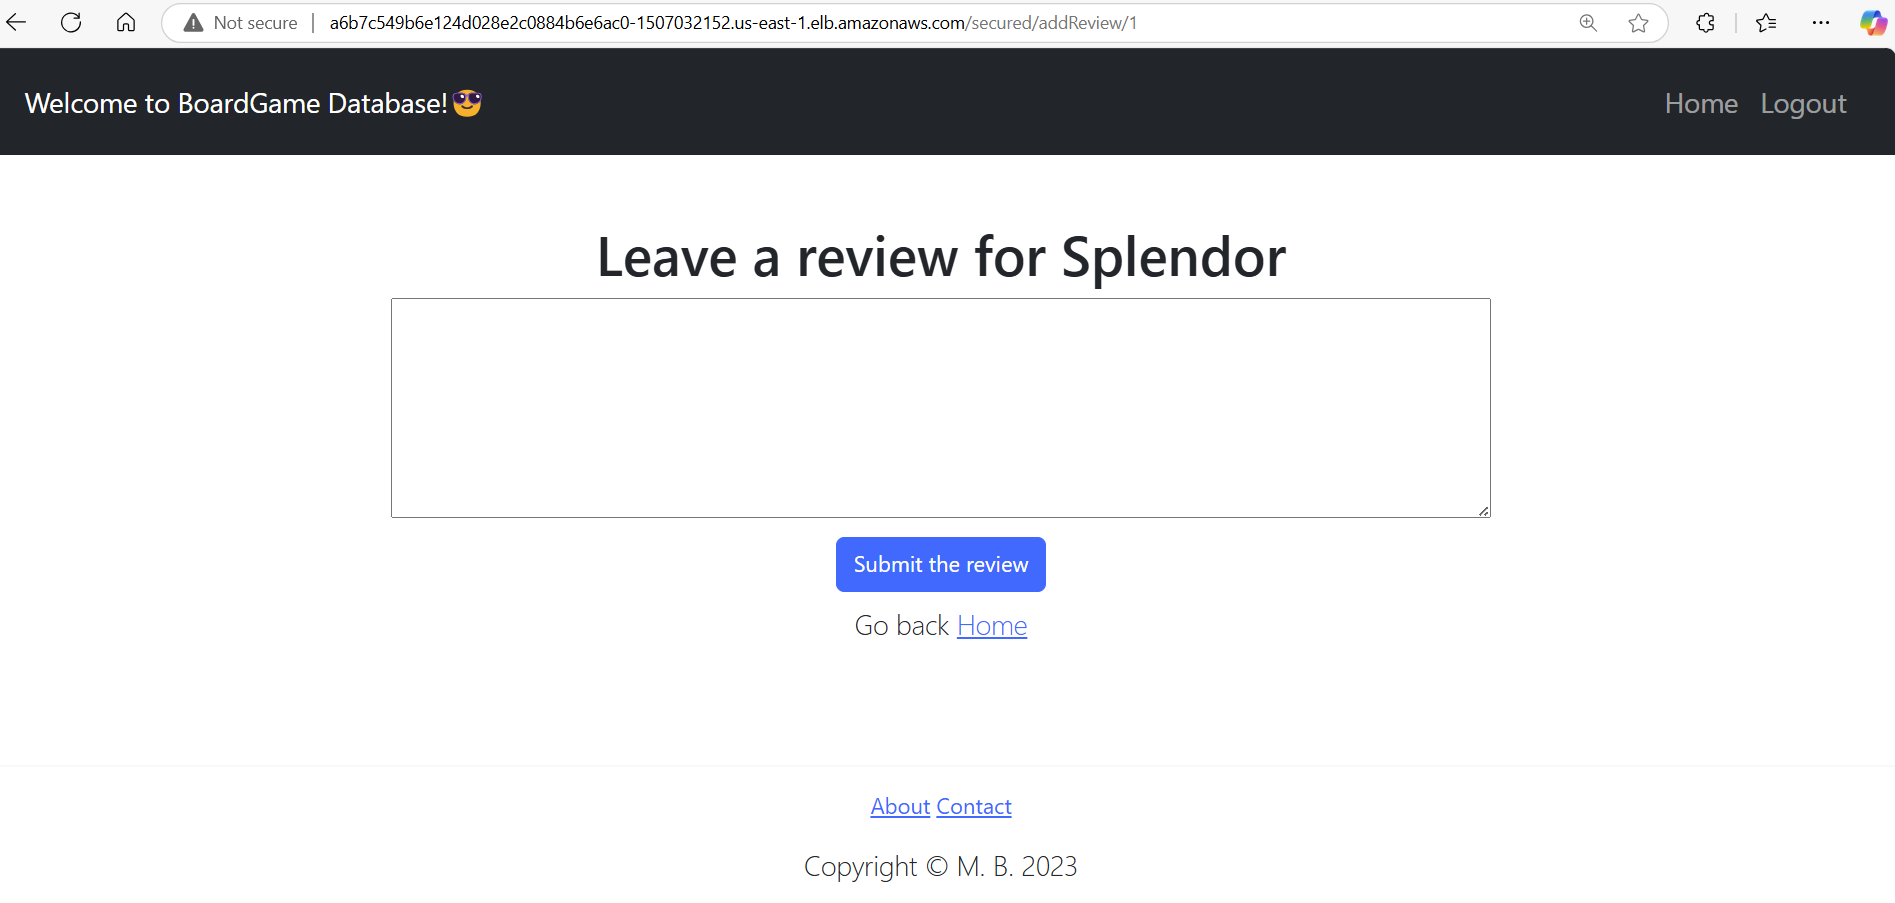 Not secure | a6b7c549b6e124d028e2c0884b6e6ac0-1507032152.us-east-1.elb.amazonaws.com/secured/addReview/1
Welcome to BoardGame Database!😎 Home Logout
Leave a review for Splendor
Submit the review
Go back Home
About Contact
Copyright © M. B. 2023